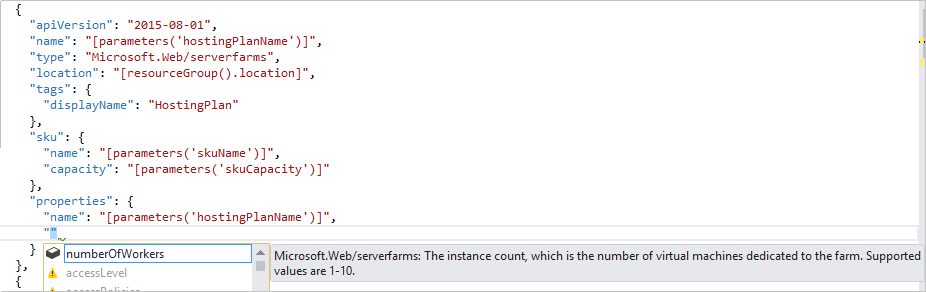 {
"apiVersion": "2015-08-01",
"name": "[parameters('hostingPlanName')]",
"type": "Microsoft.Web/serverfarms",
"location": "[resourceGroup().location]",
"tags": {
"displayName": "HostingPlan"
},
"sku": {
"name": "[parameters('skuName')]",
"capacity": "[parameters('skuCapacity')]"
},
"properties": {
"name": "[parameters('hostingPlanName')]",
""
}
numberOfWorkers
Microsoft.Web/serverfarms: The instance count, which is the number of virtual machines dedicated to the farm. Supported
values are 1-10.
},
accessLevel
{